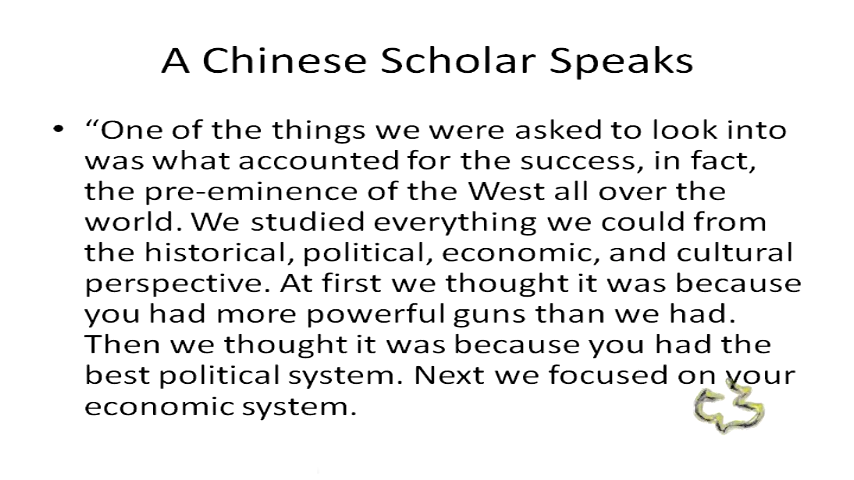 A Chinese Scholar Speaks
• “One of the things we were asked to look into
was what accounted for the success, in fact,
the pre-eminence of the West all over the
world. We studied everything we could from
the historical, political, economic, and cultural
perspective. At first we thought it was because
you had more powerful guns than we had.
Then we thought it was because you had the
best political system. Next we focused on your
economic system.